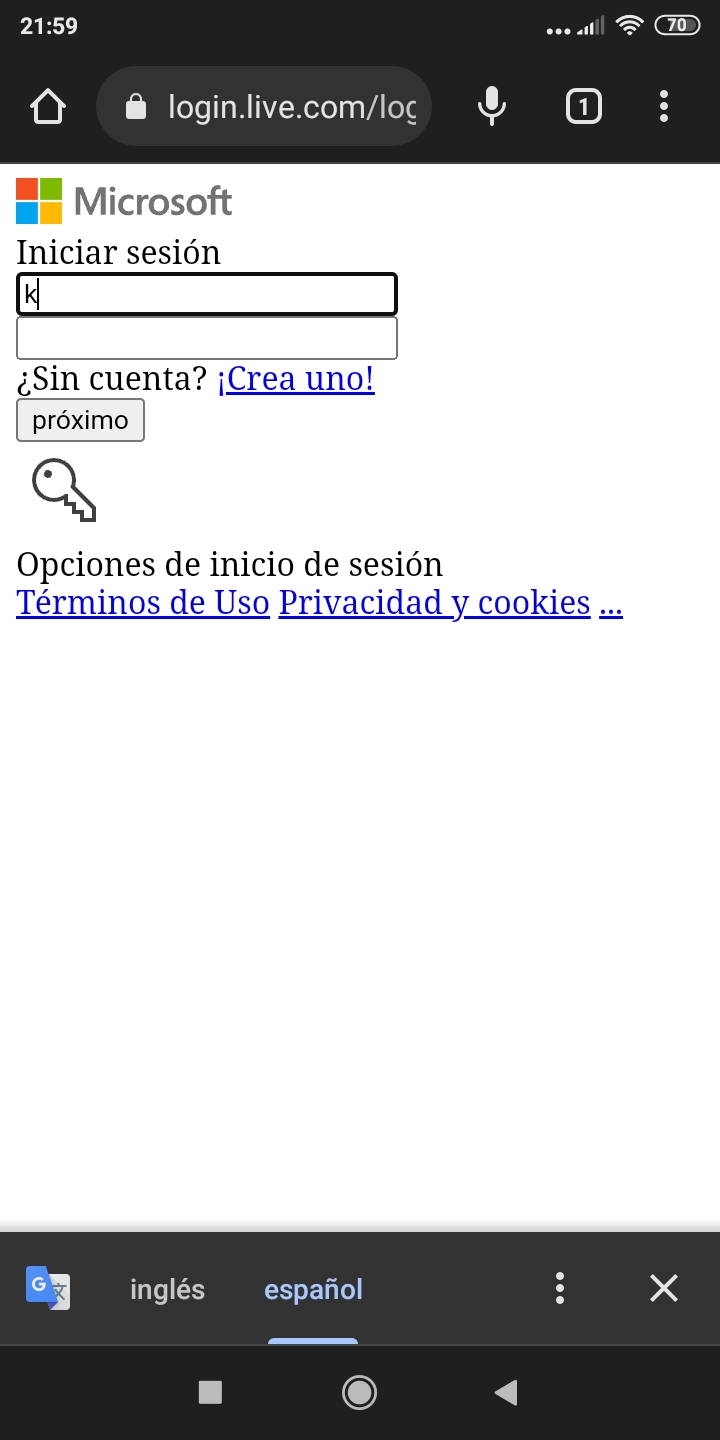 21:59
70
login.live.com/log
1
Microsoft
Iniciar sesión
k
¿Sin cuenta? ¡Crea uno!
próximo
Opciones de inicio de sesión
Términos de Uso Privacidad y cookies ...
G 文 inglés español